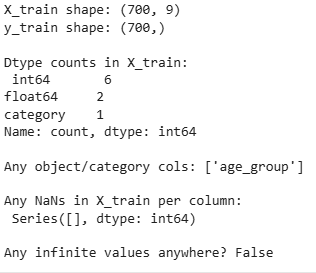 X_train shape: (700, 9)
y_train shape: (700,)
Dtype counts in X_train:
int64 6
float64 2
category 1
Name: count, dtype: int64
Any object/category cols: ['age_group']
Any NaNs in X_train per column:
Series([], dtype: int64)
Any infinite values anywhere? False